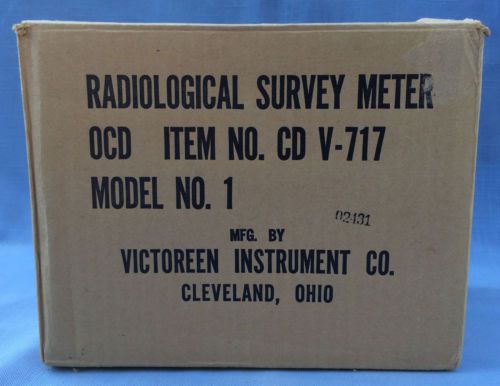 RADIOLOGICAL SURVEY METER
OCD ITEM NO. CD V-717
MODEL NO. 1
02431
MFG. BY
VICTOREEN INSTRUMENT CO.
CLEVELAND, OHIO